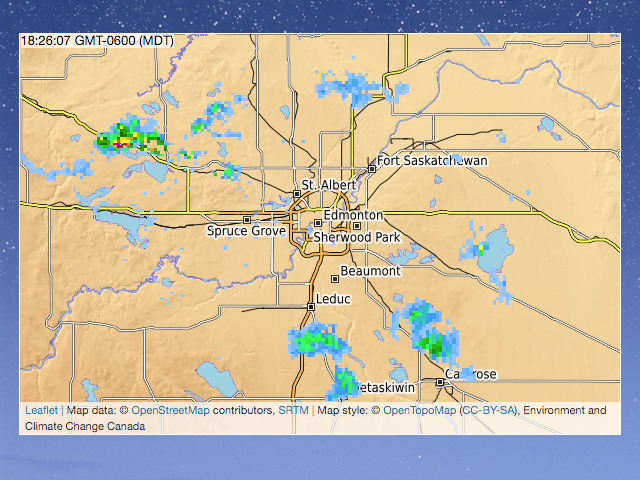 18:26:07 GMT-0600 (MDT)
Fort Saskatchewan
St. Albert
Edmonton
Spruce Grove
Sherwood Park
Beaumont
Leduc
Camrose
etaskiwin
Leaflet | Map data: © OpenStreetMap contributors, SRTM | Map style: © OpenTopoMap (CC-BY-SA), Environment and
Climate Change Canada